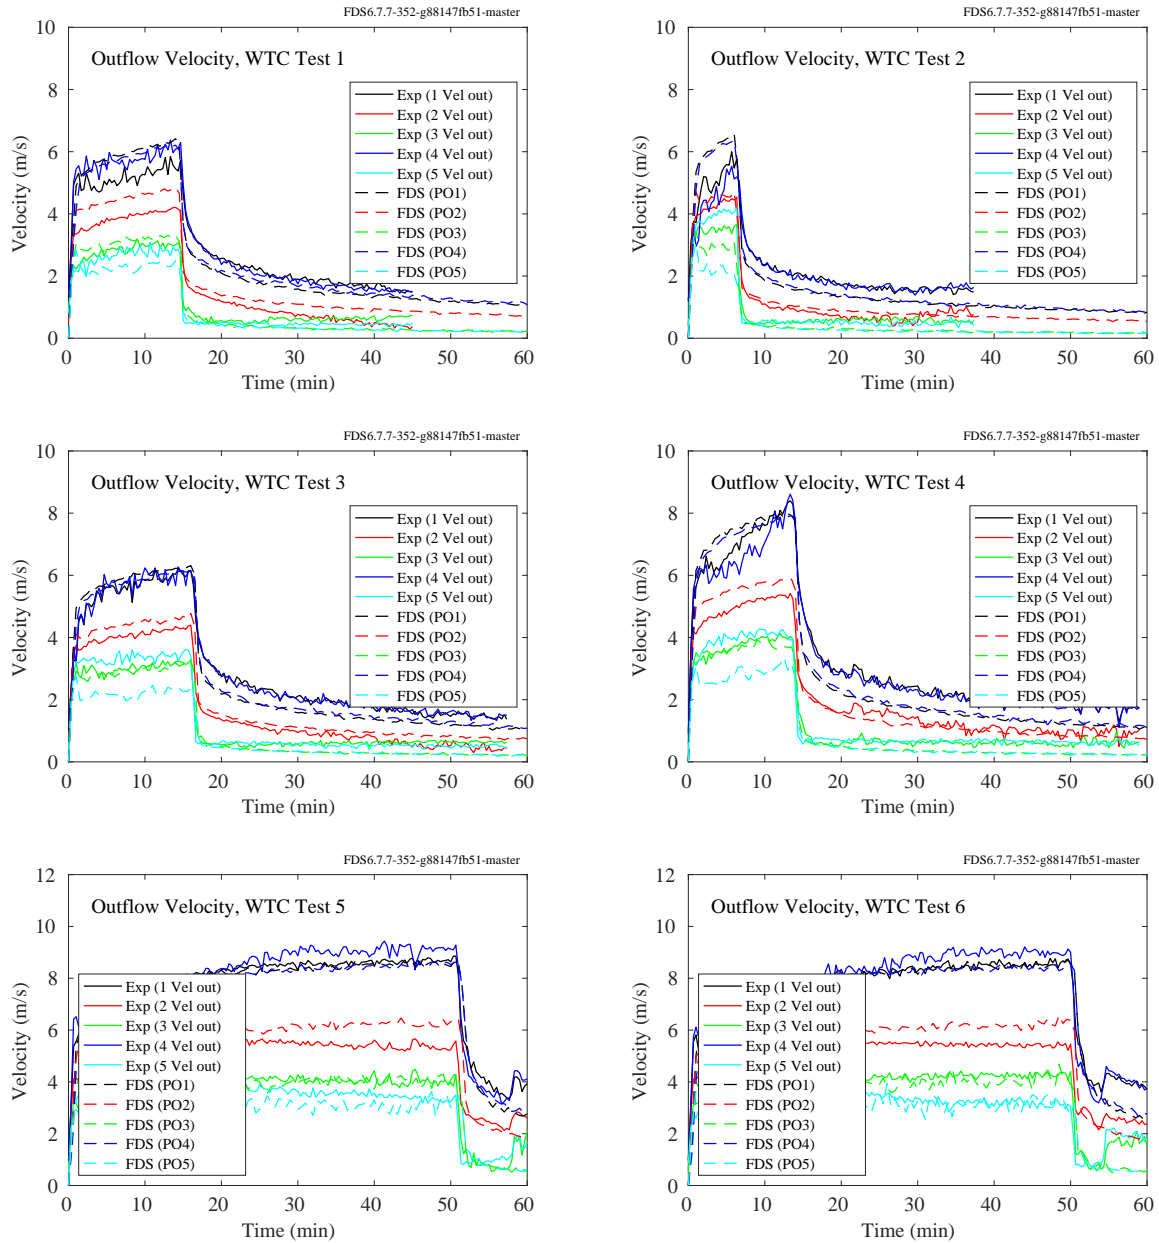 FDS6.7.7-352-g88147fb51-master
Outflow Velocity, WTC Test 1
Exp (1 Vel out)
Exp (2 Vel out)
Exp (3 Vel out)
Exp (4 Vel out)
Exp (5 Vel out)
FDS (PO1)
FDS (PO2)
FDS (PO3)
FDS (PO4)
FDS (PO5)
Velocity (m/s)
10
8
6
4
2
0
0 10 20 30 40 50 60
Time (min)
FDS6.7.7-352-g88147fb51-master
Outflow Velocity, WTC Test 2
Exp (1 Vel out)
Exp (2 Vel out)
Exp (3 Vel out)
Exp (4 Vel out)
Exp (5 Vel out)
FDS (PO1)
FDS (PO2)
FDS (PO3)
FDS (PO4)
FDS (PO5)
Velocity (m/s)
10
8
6
4
2
0
0 10 20 30 40 50 60
Time (min)
FDS6.7.7-352-g88147fb51-master
Outflow Velocity, WTC Test 3
Exp (1 Vel out)
Exp (2 Vel out)
Exp (3 Vel out)
Exp (4 Vel out)
Exp (5 Vel out)
FDS (PO1)
FDS (PO2)
FDS (PO3)
FDS (PO4)
FDS (PO5)
Velocity (m/s)
10
8
6
4
2
0
0 10 20 30 40 50 60
Time (min)
FDS6.7.7-352-g88147fb51-master
Outflow Velocity, WTC Test 4
Exp (1 Vel out)
Exp (2 Vel out)
Exp (3 Vel out)
Exp (4 Vel out)
Exp (5 Vel out)
FDS (PO1)
FDS (PO2)
FDS (PO3)
FDS (PO4)
FDS (PO5)
Velocity (m/s)
10
8
6
4
2
0
0 10 20 30 40 50 60
Time (min)
FDS6.7.7-352-g88147fb51-master
Outflow Velocity, WTC Test 5
Exp (1 Vel out)
Exp (2 Vel out)
Exp (3 Vel out)
Exp (4 Vel out)
Exp (5 Vel out)
FDS (PO1)
FDS (PO2)
FDS (PO3)
FDS (PO4)
FDS (PO5)
Velocity (m/s)
12
10
8
6
4
2
0
0 10 20 30 40 50 60
Time (min)
FDS6.7.7-352-g88147fb51-master
Outflow Velocity, WTC Test 6
Exp (1 Vel out)
Exp (2 Vel out)
Exp (3 Vel out)
Exp (4 Vel out)
Exp (5 Vel out)
FDS (PO1)
FDS (PO2)
FDS (PO3)
FDS (PO4)
FDS (PO5)
Velocity (m/s)
12
10
8
6
4
2
0
0 10 20 30 40 50 60
Time (min)